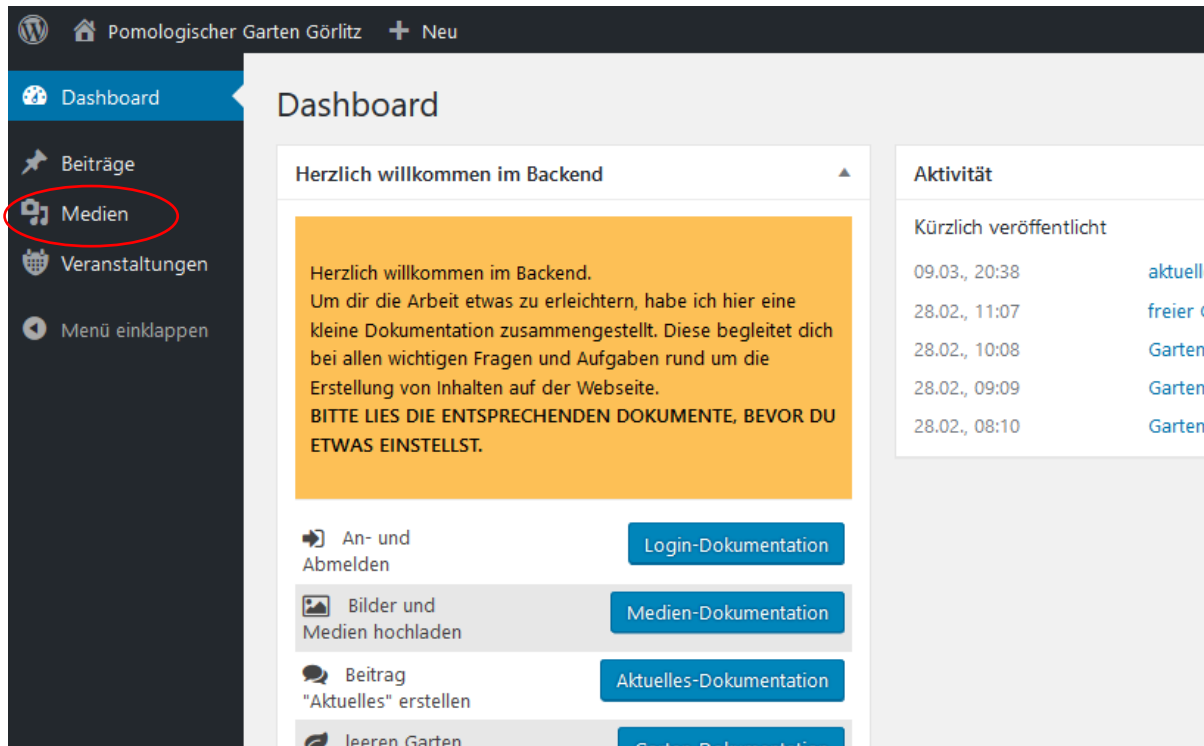 Pomologischer Garten Görlitz
Neu
Dashboard
Beiträge
Medien
Veranstaltungen
Menü einklappen
Dashboard
Herzlich willkommen im Backend
Herzlich willkommen im Backend.
Um dir die Arbeit etwas zu erleichtern, habe ich hier eine
kleine Dokumentation zusammengestellt. Diese begleitet dich
bei allen wichtigen Fragen und Aufgaben rund um die
Erstellung von Inhalten auf der Webseite.
BITTE LIES DIE ENTSPRECHENDEN DOKUMENTE, BEVOR DU
ETWAS EINSTELLST.
An- und
Abmelden
Login-Dokumentation
Bilder und
Medien hochladen
Medien-Dokumentation
Beitrag
"Aktuelles" erstellen
Aktuelles-Dokumentation
leeren Garten
Aktivität
Kürzlich veröffentlicht
09.03., 20:38 aktuell
28.02., 11:07 freier
28.02., 10:08 Garten
28.02., 09:09 Garten
28.02., 08:10 Garten